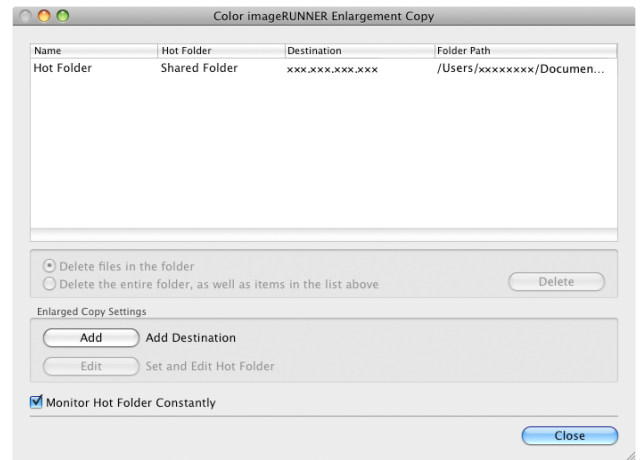 Color imageRUNNER Enlargement Copy
Name Hot Folder Destination Folder Path
Hot Folder Shared Folder xxx.xxx.xxx.xxx /Users/xxxxxxxx/Documen...
Delete files in the folder
Delete the entire folder, as well as items in the list above
Delete
Enlarged Copy Settings
Add Add Destination
Edit Set and Edit Hot Folder
Monitor Hot Folder Constantly
Close